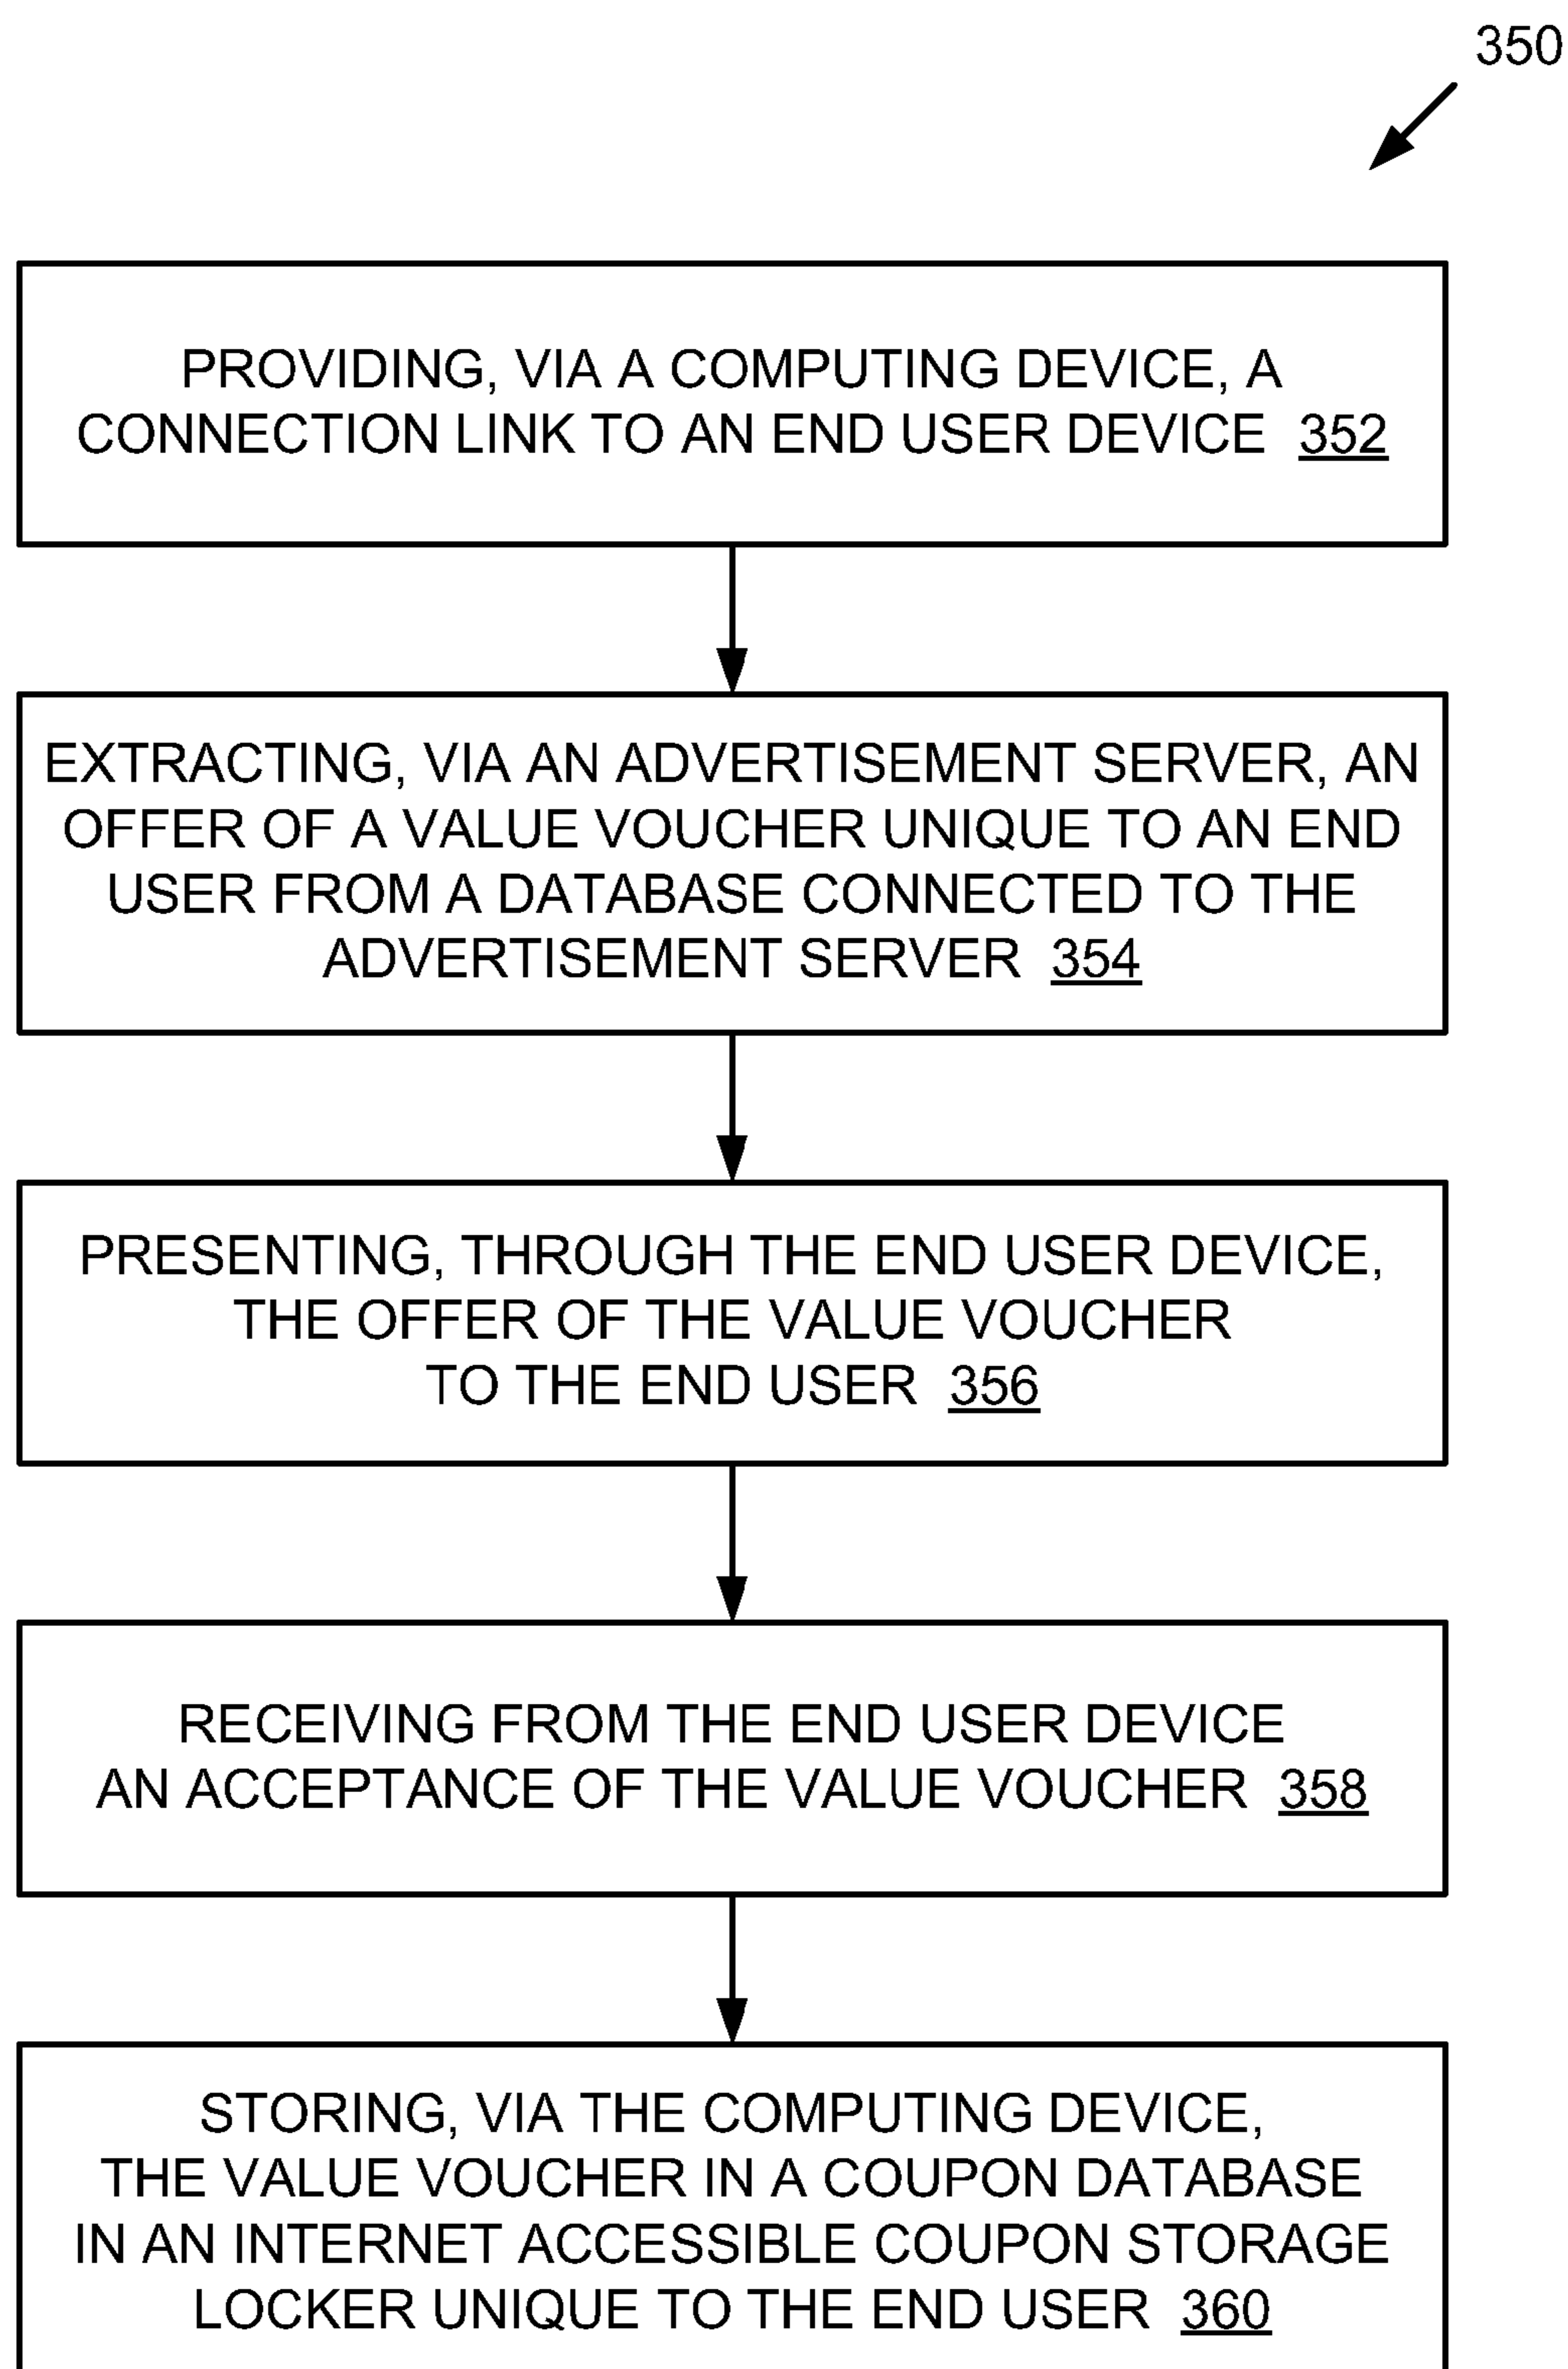 350
PROVIDING, VIA A COMPUTING DEVICE, A
CONNECTION LINK TO AN END USER DEVICE 352
EXTRACTING, VIA AN ADVERTISEMENT SERVER, AN
OFFER OF A VALUE VOUCHER UNIQUE TO AN END
USER FROM A DATABASE CONNECTED TO THE
ADVERTISEMENT SERVER 354
PRESENTING, THROUGH THE END USER DEVICE,
THE OFFER OF THE VALUE VOUCHER
TO THE END USER 356
RECEIVING FROM THE END USER DEVICE
AN ACCEPTANCE OF THE VALUE VOUCHER 358
STORING, VIA THE COMPUTING DEVICE,
THE VALUE VOUCHER IN A COUPON DATABASE
IN AN INTERNET ACCESSIBLE COUPON STORAGE
LOCKER UNIQUE TO THE END USER 360